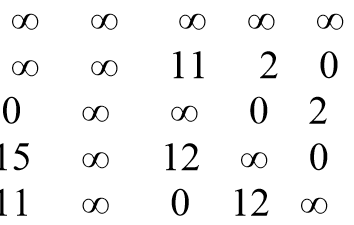 ∞ ∞ ∞ ∞ ∞
∞ ∞ 11 2 0
0 ∞ ∞ 0 2
15 ∞ 12 ∞ 0
11 ∞ 0 12 ∞